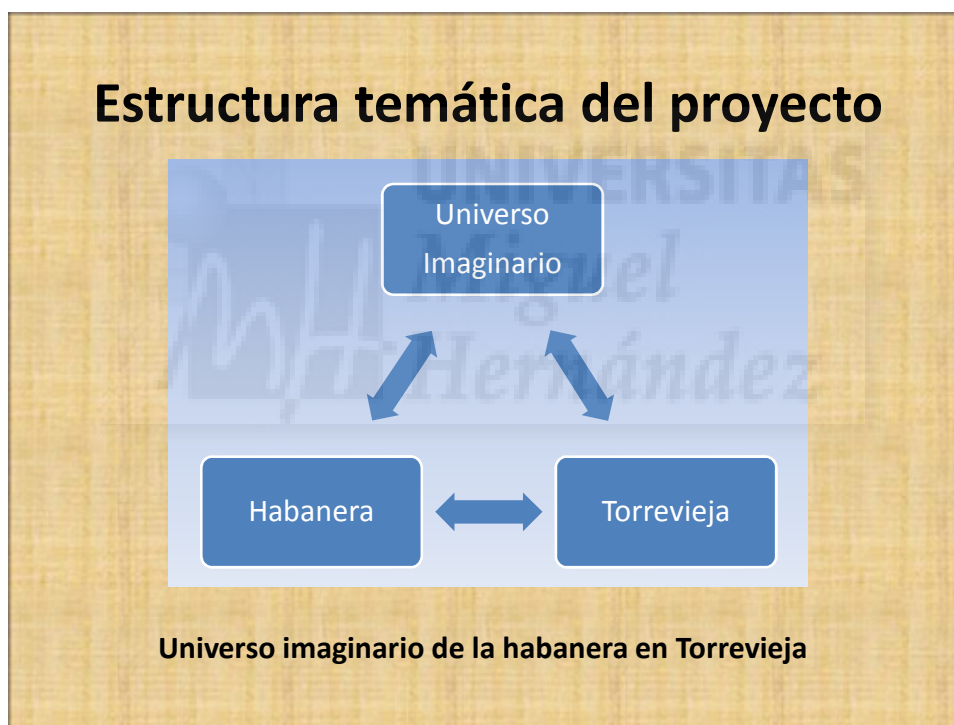 Estructura temática del proyecto
UNIVERSITAS
Miguel
Hernández
Universo
Imaginario
Habanera
Torrevieja
Universo imaginario de la habanera en Torrevieja